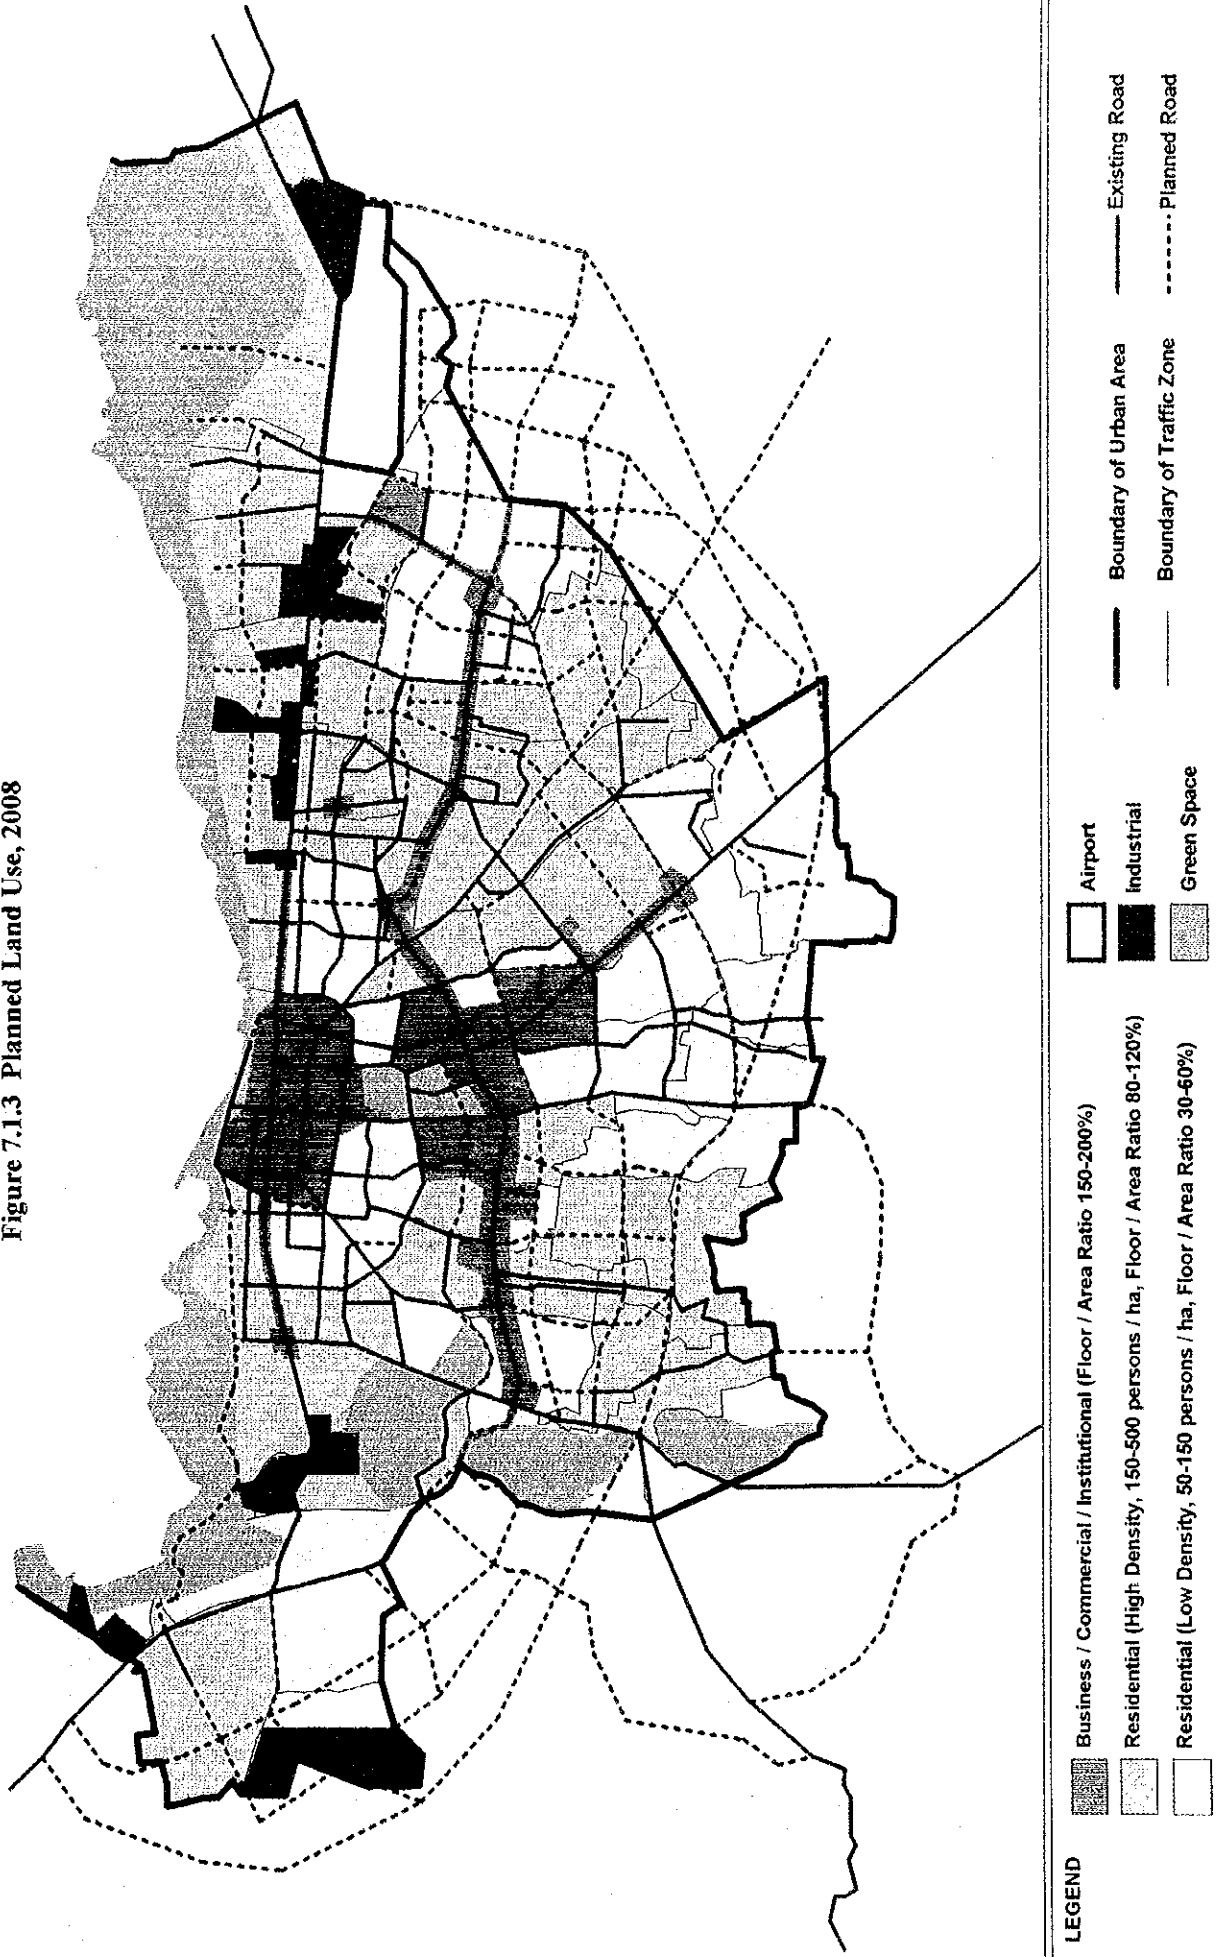 Figure 7.1.3 Planned Land Use, 2008
LEGEND
Business / Commercial / Institutional (Floor / Area Ratio 150-200%)
Residential (High Density, 150-500 persons / ha, Floor / Area Ratio 80-120%)
Residential (Low Density, 50-150 persons / ha, Floor / Area Ratio 30-60%)
Airport
Industrial
Green Space
Boundary of Urban Area
Boundary of Traffic Zone
Existing Road
Planned Road